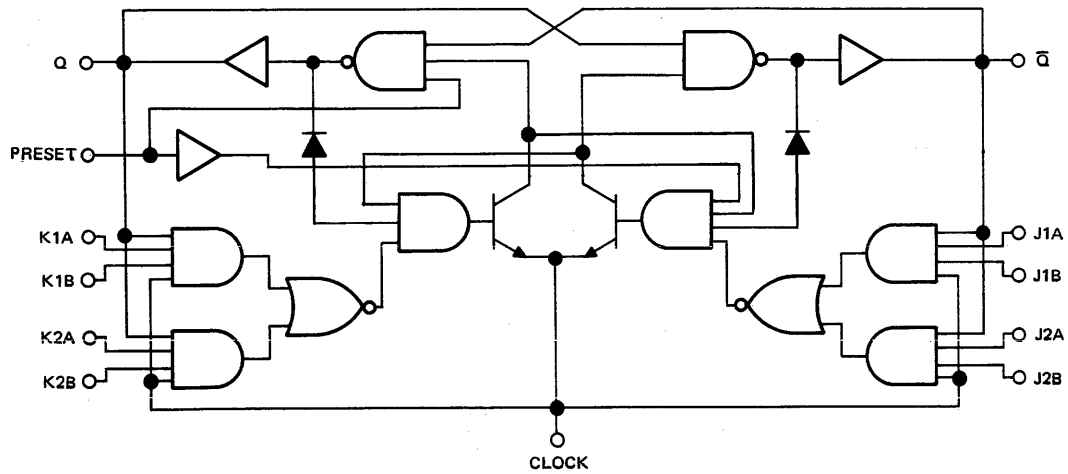 Q
Q̅
PRESET
K1A
J1A
K1B
J1B
K2A
J2A
K2B
J2B
CLOCK